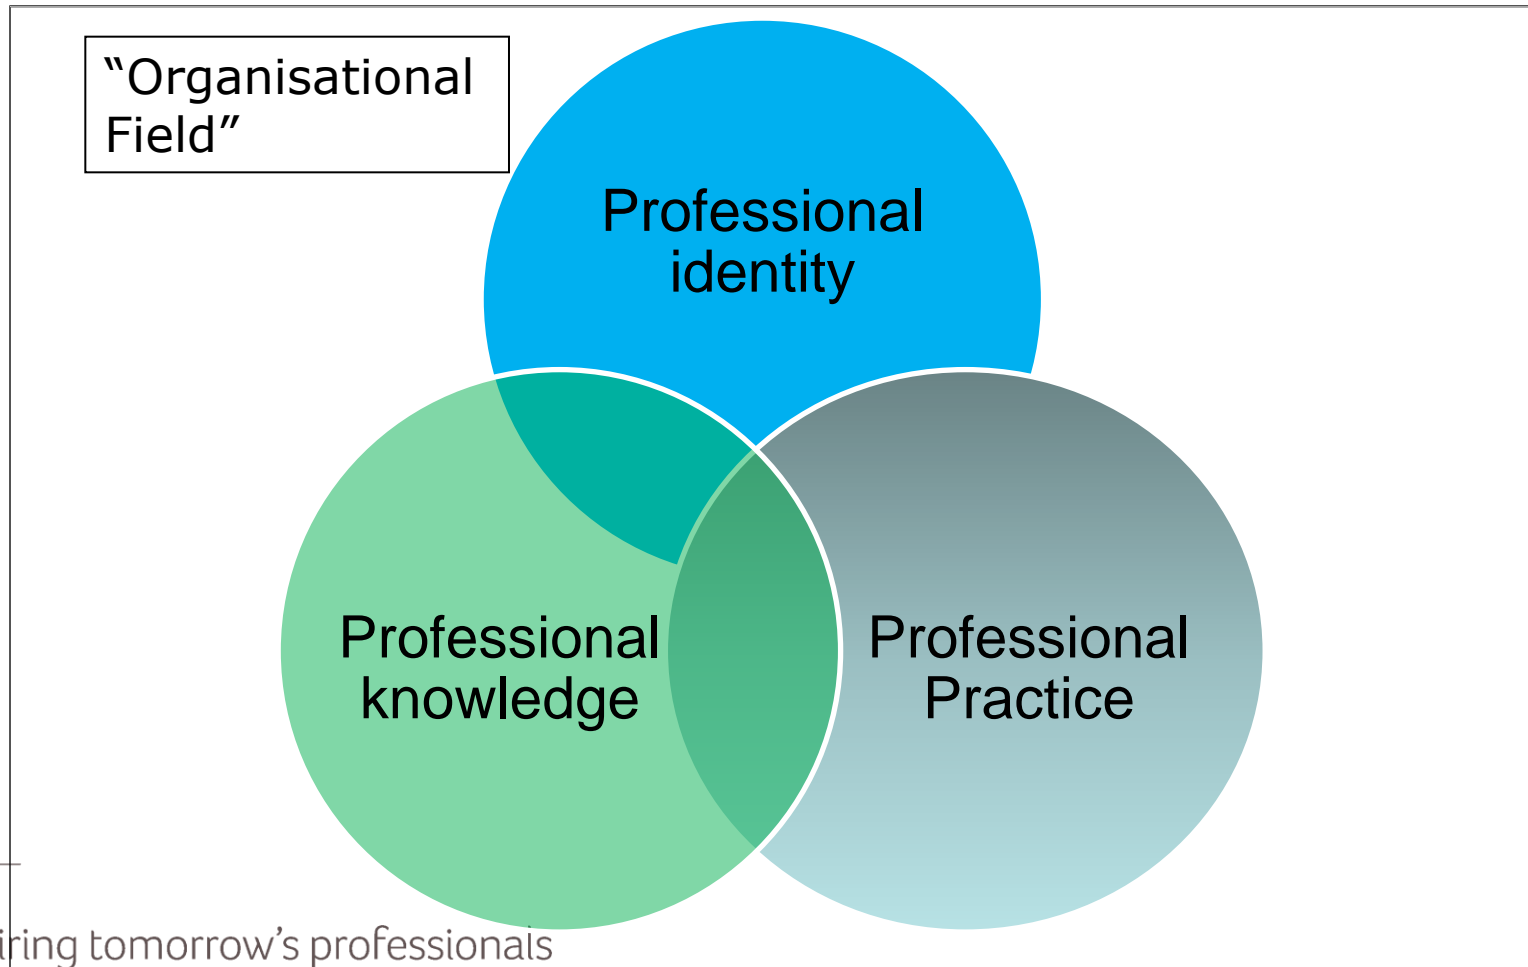 “Organisational
Field”
Professional
identity
Professional
knowledge
Professional
Practice
iring tomorrow’s professionals